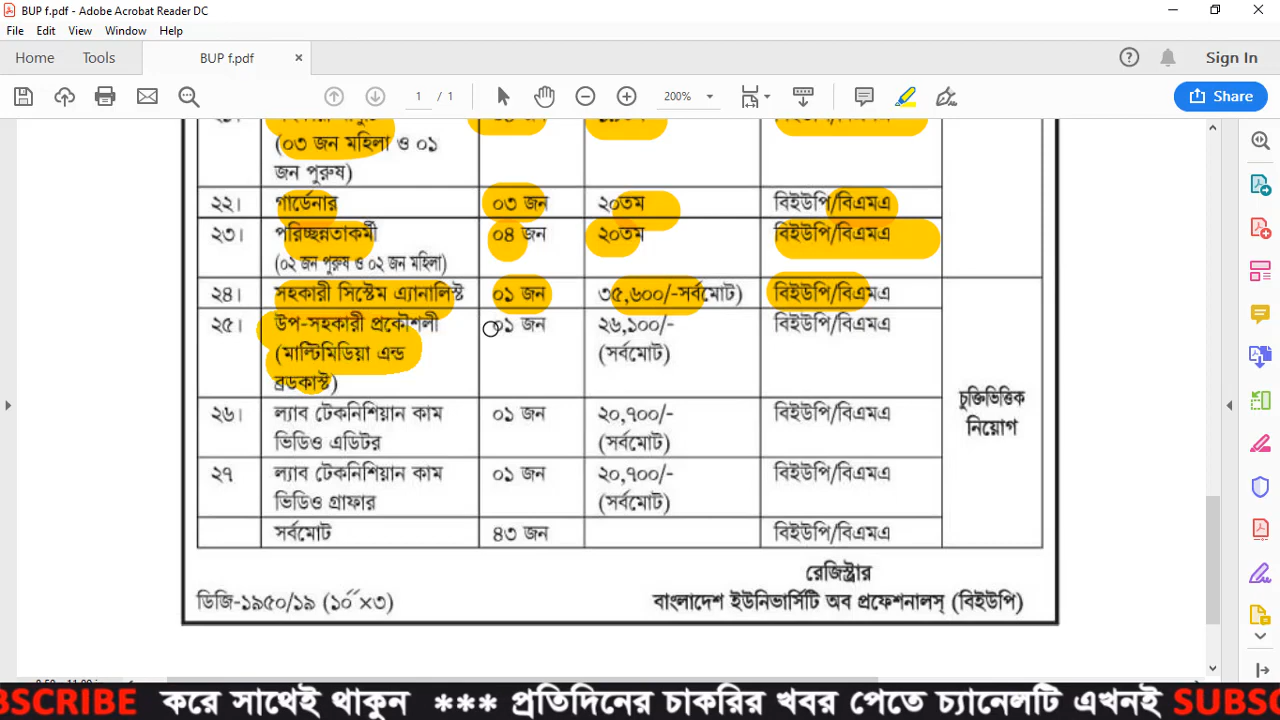 BUP f.pdf - Adobe Acrobat Reader DC
File Edit View Window Help
Home Tools BUP f.pdf × Sign In
1 / 1 200% Share
(০৩ জন মহিলা ও ০১
জন পুরুষ)
২২। গার্ডেনার ০৩ জন ২০তম বিইউপি/বিএমএ
২৩। পরিচ্ছনতাকর্মী ০৪ জন ২০তম বিইউপি/বিএমএ
(০২ জন পুরুষ ও ০২ জন মহিলা)
২৪। সহকারী সিস্টেম এ্যানালিস্ট ০১ জন ৩৫,৬০০/-সর্বমোট) বিইউপি/বিএমএ
২৫। উপ-সহকারী প্রকৌশলী ০১ জন ২৬,১০০/- বিইউপি/বিএমএ
(মাল্টিমিডিয়া এন্ড (সর্বমোট)
ব্রডকাস্ট)
চুক্তিভিত্তিক
নিয়োগ
২৬। ল্যাব টেকনিশিয়ান কাম ০১ জন ২০,৭০০/- বিইউপি/বিএমএ
ভিডিও এডিটর (সর্বমোট)
২৭ ল্যাব টেকনিশিয়ান কাম ০১ জন ২০,৭০০/- বিইউপি/বিএমএ
ভিডিও গ্রাফার (সর্বমোট)
সর্বমোট ৪৩ জন বিইউপি/বিএমএ
রেজিস্ট্রার
ডিজি-১৯৫০/১৯ (১০˝×৩) বাংলাদেশ ইউনিভার্সিটি অব প্রফেশনালস্ (বিইউপি)
SCRIBE করে সাথেই থাকুন *** প্রতিদিনের চাকরির খবর পেতে চ্যানেলটি এখনই SUBSC